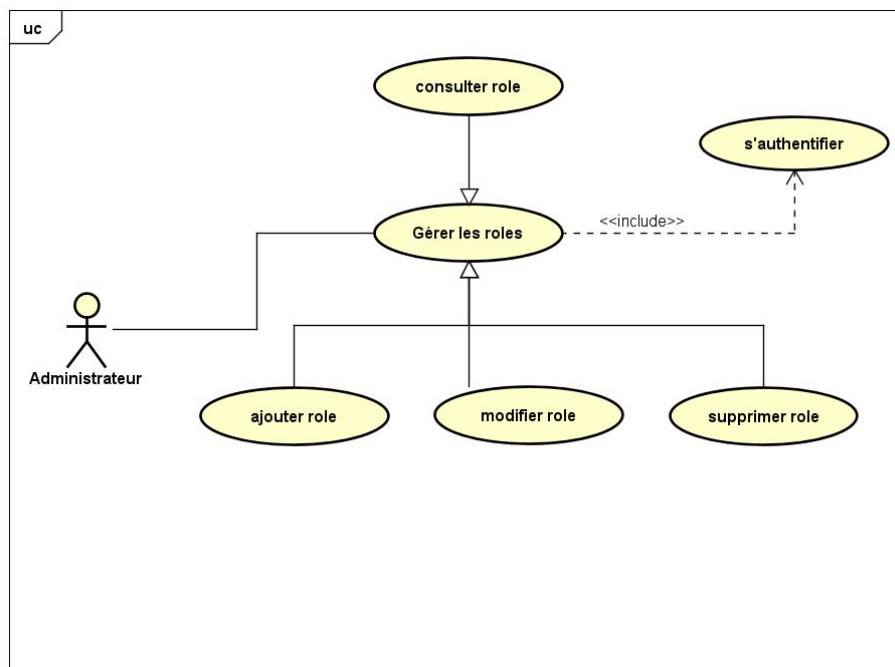 uc
consulter role
s'authentifier
<<include>>
Gérer les roles
Administrateur
ajouter role
modifier role
supprimer role